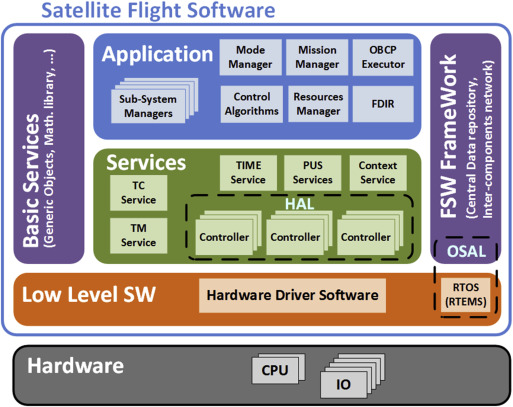 Satellite Flight Software
Basic Services
(Generic Objects, Math. library, ...)
Application
Mode
Manager
Mission
Manager
OBCP
Executor
Sub-System
Managers
Control
Algorithms
Resources
Manager
FDIR
Services
TIME
Service
PUS
Services
Context
Service
TC
Service
TM
Service
HAL
Controller
Controller
Controller
FSW FrameWork
(Central Data repository,
Inter-components network)
OSAL
Low Level SW
Hardware Driver Software
RTOS
(RTEMS)
Hardware
CPU
IO